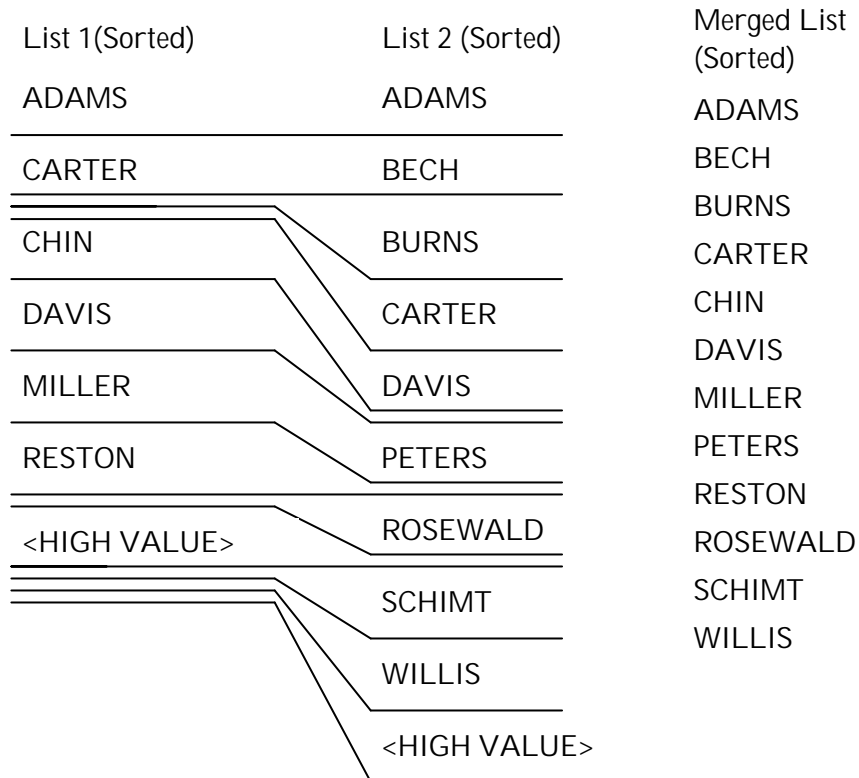 List 1(Sorted)
ADAMS
CARTER
CHIN
DAVIS
MILLER
RESTON
<HIGH VALUE>
List 2 (Sorted)
ADAMS
BECH
BURNS
CARTER
DAVIS
PETERS
ROSEWALD
SCHIMT
WILLIS
<HIGH VALUE>
Merged List
(Sorted)
ADAMS
BECH
BURNS
CARTER
CHIN
DAVIS
MILLER
PETERS
RESTON
ROSEWALD
SCHIMT
WILLIS